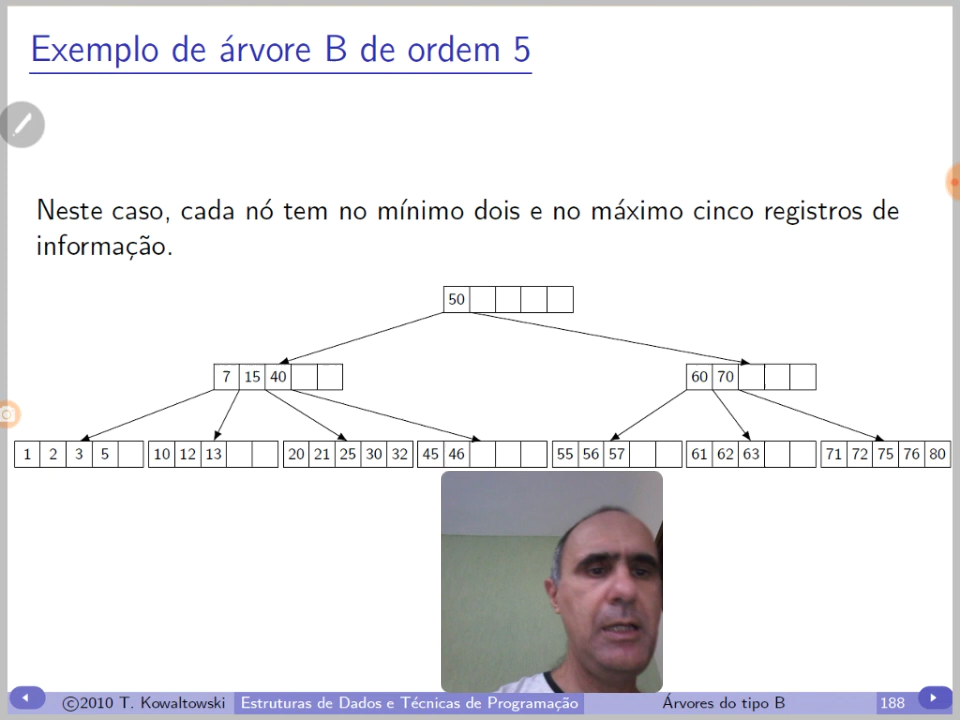 Exemplo de árvore B de ordem 5
Neste caso, cada nó tem no mínimo dois e no máximo cinco registros de
informação.
50
7 15 40
60 70
1 2 3 5
10 12 13
20 21 25 30 32
45 46
55 56 57
61 62 63
71 72 75 76 80
©2010 T. Kowaltowski Estruturas de Dados e Técnicas de Programação Árvores do tipo B 188